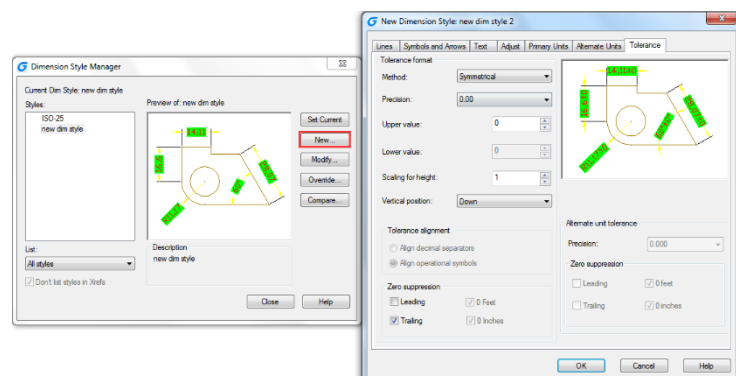 Dimension Style Manager
Current Dim Style: new dim style
Styles:
ISO-25
new dim style
Preview of: new dim style
14,11
16,6
Set Current
New...
Modify...
Override...
Compare...
List:
All styles
Don't list styles in Xrefs
Description
new dim style
Close
Help
New Dimension Style: new dim style 2
Lines
Symbols and Arrows
Text
Adjust
Primary Units
Alternate Units
Tolerance
Tolerance format
Method:
Symmetrical
Precision:
0.00
Upper value:
0
Lower value:
0
Scaling for height:
1
Vertical position:
Down
Tolerance alignment
Align decimal separators
Align operational symbols
Zero suppression
Leading
0 Feet
Trailing
0 Inches
Alternate unit tolerance
Precision:
0.000
Zero suppression
Leading
0 feet
Trailing
0 inches
OK
Cancel
Help